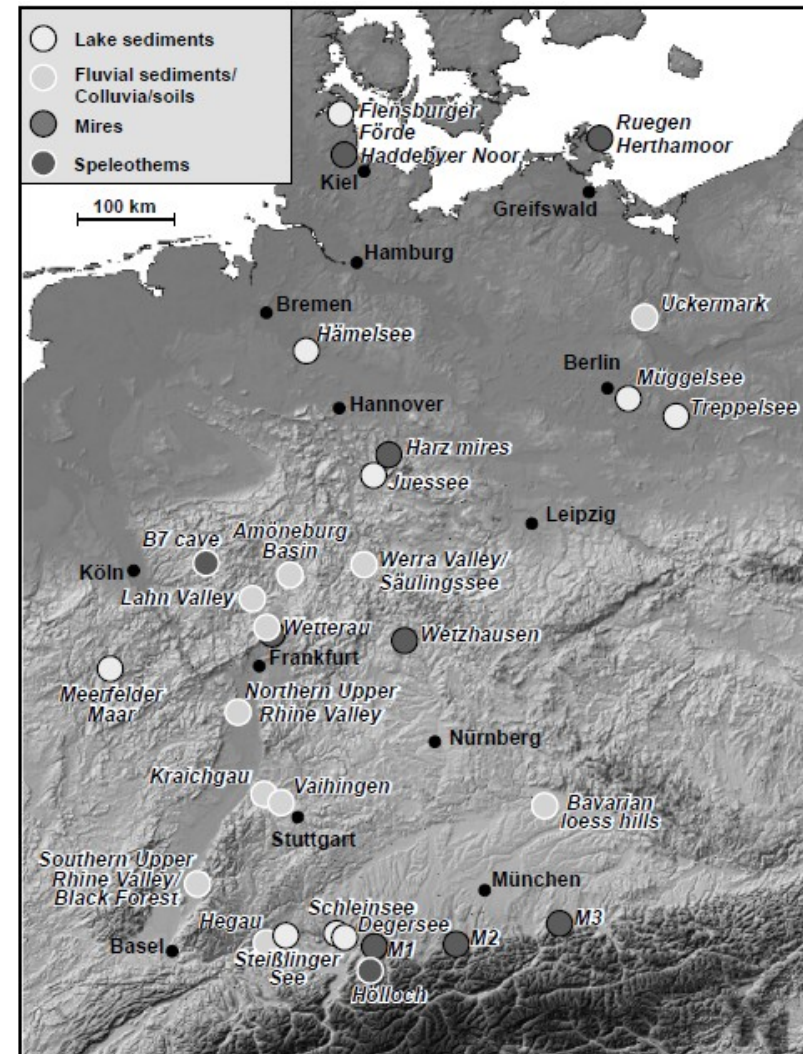 Lake sediments
Fluvial sediments/
Colluvia/soils
Mires
Speleothems
100 km
Flensburger
Förde
Haddebyer Noor
Kiel
Ruegen
Herthamoor
Greifswald
Hamburg
Bremen
Hämelsee
Uckermark
Berlin
Müggelsee
Treppelsee
Hannover
Harz mires
Juessee
Leipzig
B7 cave
Amöneburg
Basin
Werra Valley/
Säulingssee
Köln
Lahn Valley
Wetterau
Wetzhausen
Frankfurt
Meerfelder
Maar
Northern Upper
Rhine Valley
Nürnberg
Kraichgau
Vaihingen
Bavarian
loess hills
Stuttgart
Southern Upper
Rhine Valley/
Black Forest
München
Schleinsee
Degersee
Hegau
M3
M2
M1
Basel
Steißlinger
See
Hölloch